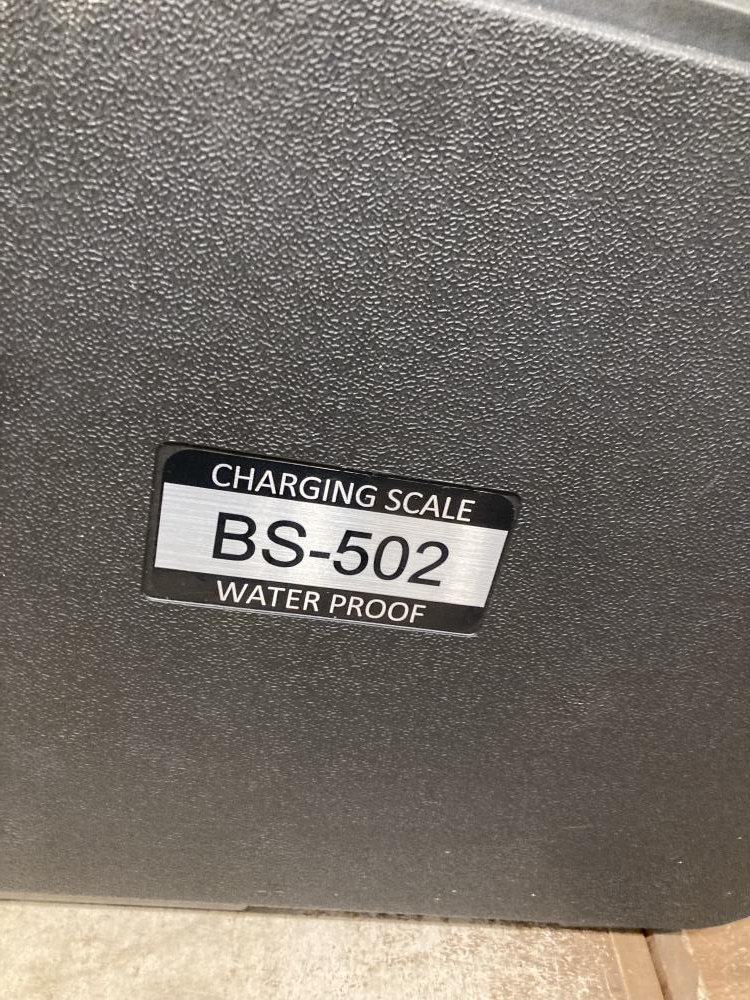 CHARGING SCALE
BS-502
WATER PROOF